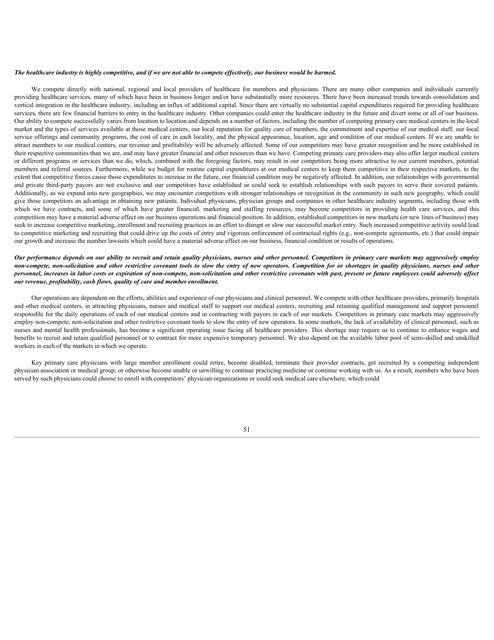 The healthcare industry is highly competitive, and if we are not able to compete effectively, our business would be harmed.
We compete directly with national, regional and local providers of healthcare for members and physicians. There are many other companies and individuals currently
providing healthcare services, many of which have been in business longer and/or have substantially more resources. There have been increased trends towards consolidation and
vertical integration in the healthcare industry, including an influx of additional capital. Since there are virtually no substantial capital expenditures required for providing healthcare
services, there are few financial barriers to entry in the healthcare industry. Other companies could enter the healthcare industry in the future and divert some or all of our business.
Our ability to compete successfully varies from location to location and depends on a number of factors, including the number of competing primary care medical centers in the local
market and the types of services available at those medical centers, our local reputation for quality care of members, the commitment and expertise of our medical staff, our local
service offerings and community programs, the cost of care in each locality, and the physical appearance, location, age and condition of our medical centers. If we are unable to
attract members to our medical centers, our revenue and profitability will be adversely affected. Some of our competitors may have greater recognition and be more established in
their respective communities than we are, and may have greater financial and other resources than we have. Competing primary care providers may also offer larger medical centers
or different programs or services than we do, which, combined with the foregoing factors, may result in our competitors being more attractive to our current members, potential
members and referral sources. Furthermore, while we budget for routine capital expenditures at our medical centers to keep them competitive in their respective markets, to the
extent that competitive forces cause those expenditures to increase in the future, our financial condition may be negatively affected. In addition, our relationships with governmental
and private third-party payors are not exclusive and our competitors have established or could seek to establish relationships with such payors to serve their covered patients.
Additionally, as we expand into new geographies, we may encounter competitors with stronger relationships or recognition in the community in such new geography, which could
give those competitors an advantage in obtaining new patients. Individual physicians, physician groups and companies in other healthcare industry segments, including those with
which we have contracts, and some of which have greater financial, marketing and staffing resources, may become competitors in providing health care services, and this
competition may have a material adverse effect on our business operations and financial position. In addition, established competitors in new markets (or new lines of business) may
seek to increase competitive marketing, enrollment and recruiting practices in an effort to disrupt or slow our successful market entry. Such increased competitive activity could lead
to competitive marketing and recruiting that could drive up the costs of entry and vigorous enforcement of contractual rights (e.g., non-compete agreements, etc.) that could impair
our growth and increase the number lawsuits which could have a material adverse effect on our business, financial condition or results of operations.
Our performance depends on our ability to recruit and retain quality physicians, nurses and other personnel. Competitors in primary care markets may aggressively employ
non-compete, non-solicitation and other restrictive covenant tools to slow the entry of new operators. Competition for or shortages in quality physicians, nurses and other
personnel, increases in labor costs or expiration of non-compete, non-solicitation and other restrictive covenants with past, present or future employees could adversely affect
our revenue, profitability, cash flows, quality of care and member enrollment.
Our operations are dependent on the efforts, abilities and experience of our physicians and clinical personnel. We compete with other healthcare providers, primarily hospitals
and other medical centers, in attracting physicians, nurses and medical staff to support our medical centers, recruiting and retaining qualified management and support personnel
responsible for the daily operations of each of our medical centers and in contracting with payors in each of our markets. Competitors in primary care markets may aggressively
employ non-compete, non-solicitation and other restrictive covenant tools to slow the entry of new operators. In some markets, the lack of availability of clinical personnel, such as
nurses and mental health professionals, has become a significant operating issue facing all healthcare providers. This shortage may require us to continue to enhance wages and
benefits to recruit and retain qualified personnel or to contract for more expensive temporary personnel. We also depend on the available labor pool of semi-skilled and unskilled
workers in each of the markets in which we operate.
Key primary care physicians with large member enrollment could retire, become disabled, terminate their provider contracts, get recruited by a competing independent
physician association or medical group, or otherwise become unable or unwilling to continue practicing medicine or continue working with us. As a result, members who have been
served by such physicians could choose to enroll with competitors' physician organizations or could seek medical care elsewhere, which could
51